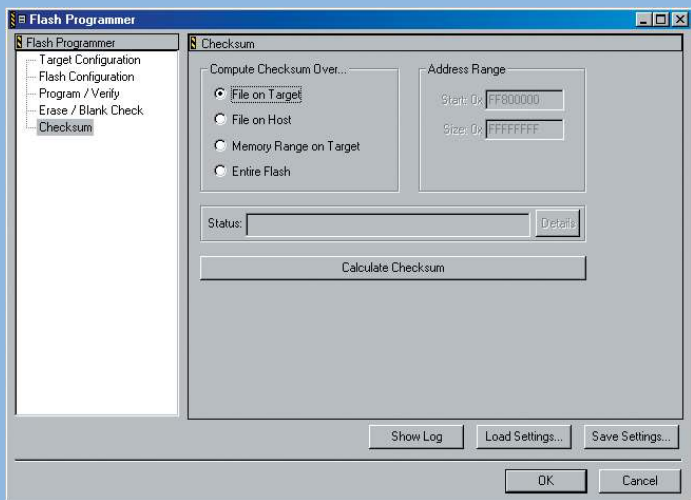 Flash Programmer
Flash Programmer
Target Configuration
Flash Configuration
Program / Verify
Erase / Blank Check
Checksum
Checksum
Compute Checksum Over...
File on Target
File on Host
Memory Range on Target
Entire Flash
Address Range
Start: 0x FF800000
Size: 0x FFFFFFFF
Status:
Details
Calculate Checksum
Show Log
Load Settings...
Save Settings...
OK
Cancel